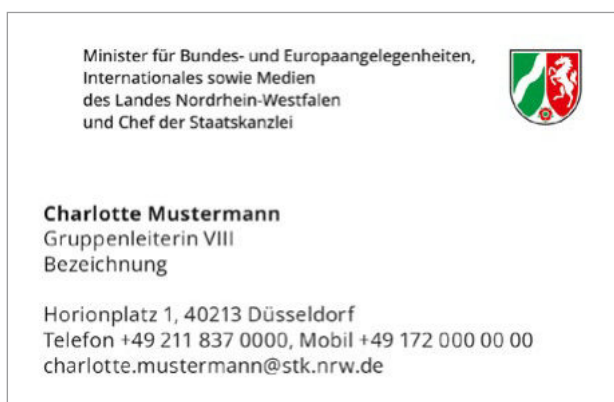 Minister für Bundes- und Europaangelegenheiten,
Internationales sowie Medien
des Landes Nordrhein-Westfalen
und Chef der Staatskanzlei
Charlotte Mustermann
Gruppenleiterin VIII
Bezeichnung
Horionplatz 1, 40213 Düsseldorf
Telefon +49 211 837 0000, Mobil +49 172 000 00 00
charlotte.mustermann@stk.nrw.de